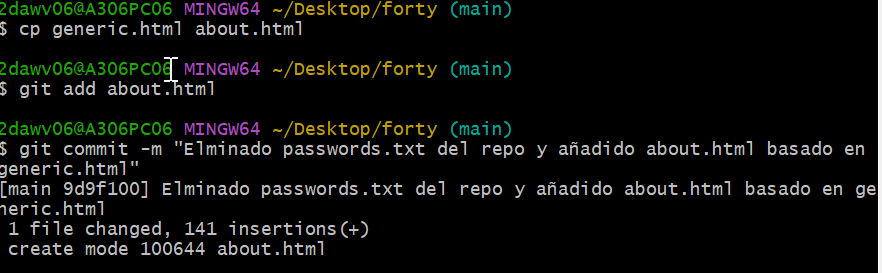 2dawv06@A306PC06 MINGW64 ~/Desktop/forty (main)
$ cp generic.html about.html
2dawv06@A306PC06 MINGW64 ~/Desktop/forty (main)
$ git add about.html
2dawv06@A306PC06 MINGW64 ~/Desktop/forty (main)
$ git commit -m "Elminado passwords.txt del repo y añadido about.html basado en
generic.html"
[main 9d9f100] Elminado passwords.txt del repo y añadido about.html basado en ge
neric.html
1 file changed, 141 insertions(+)
create mode 100644 about.html